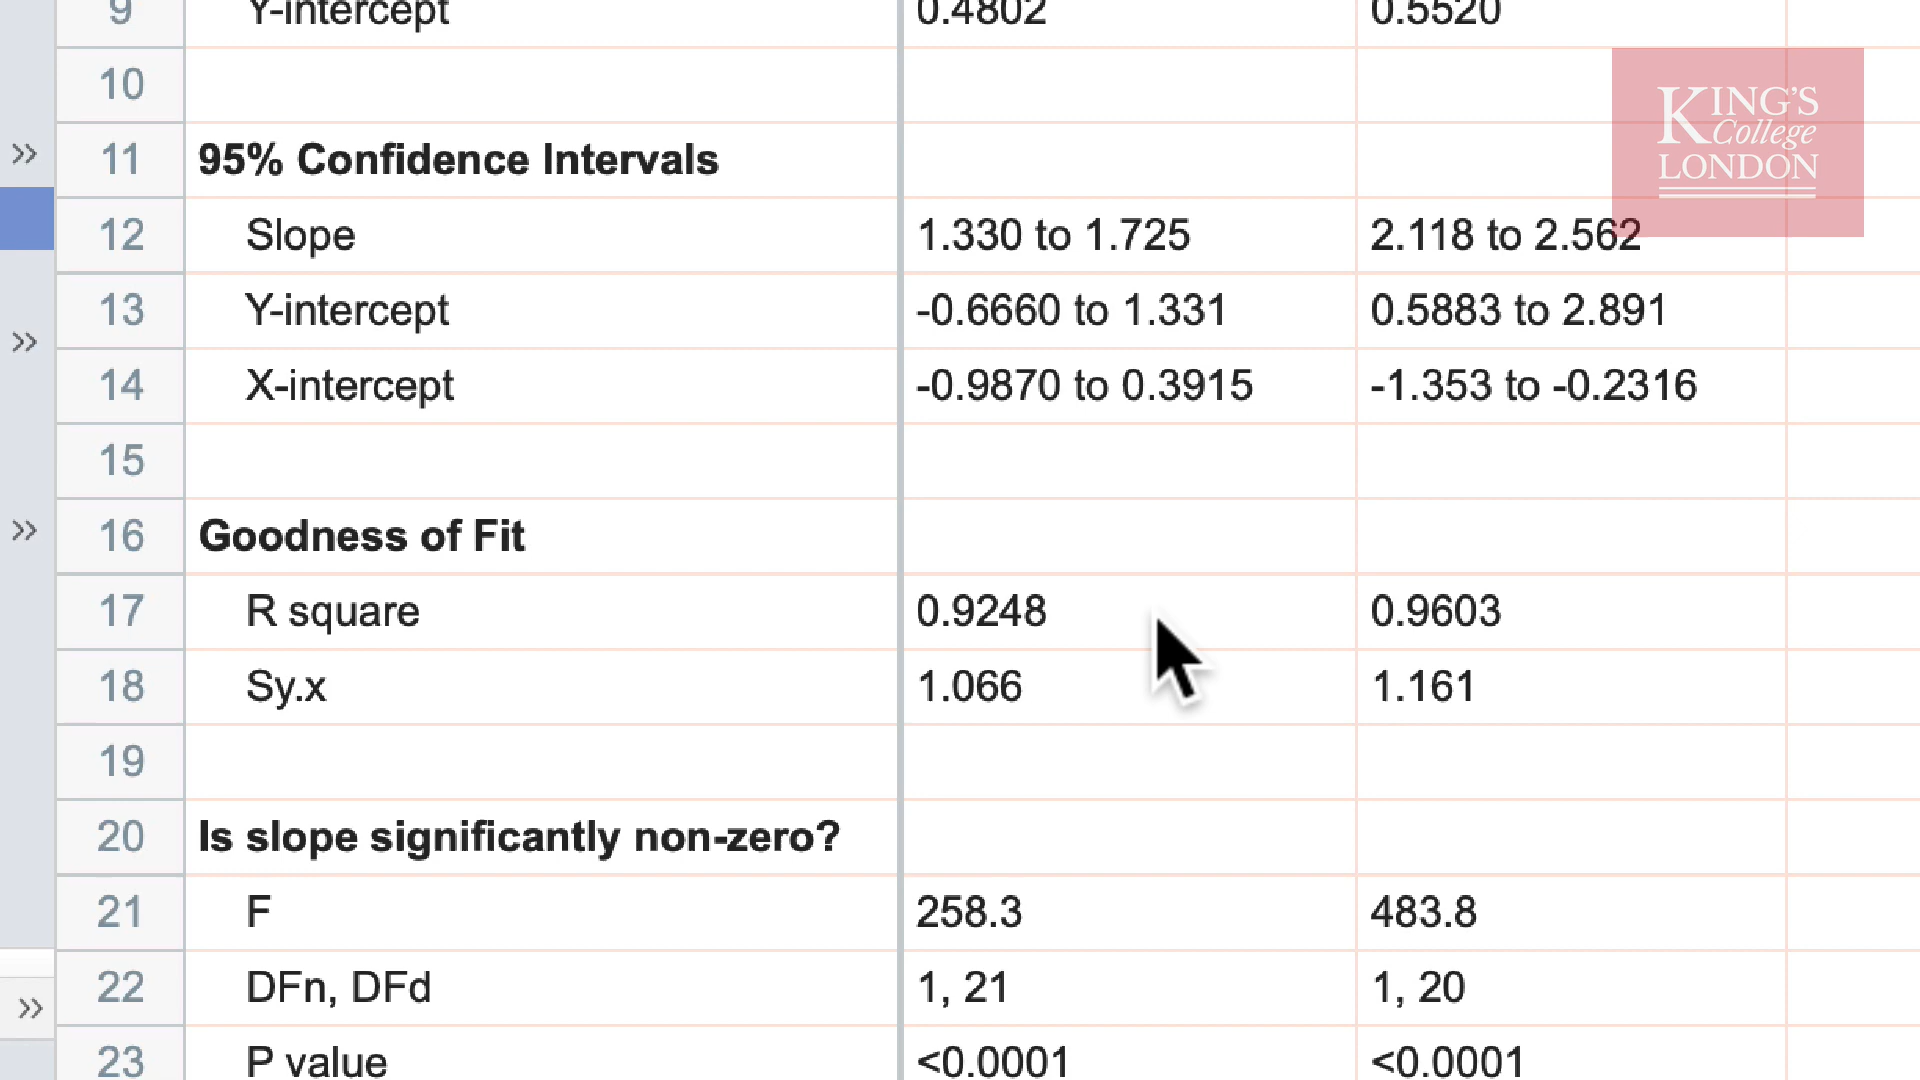 9 Y-intercept 0.4802 0.5520
10
11 95% Confidence Intervals
12 Slope 1.330 to 1.725 2.118 to 2.562
13 Y-intercept -0.6660 to 1.331 0.5883 to 2.891
14 X-intercept -0.9870 to 0.3915 -1.353 to -0.2316
15
16 Goodness of Fit
17 R square 0.9248 0.9603
18 Sy.x 1.066 1.161
19
20 Is slope significantly non-zero?
21 F 258.3 483.8
22 DFn, DFd 1, 21 1, 20
23 P value <0.0001 <0.0001
KING'S
College
LONDON